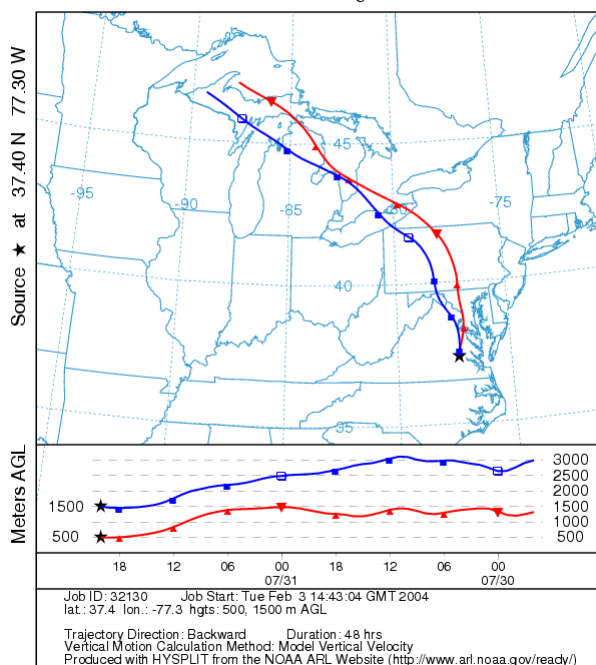 Source ★ at 37.40 N 77.30 W
-95
-90
-85
-80
-75
45
40
35
Meters AGL
1500
500
3000
2500
2000
1500
1000
500
18 12 06 00 18 12 06 00
07/31 07/30
Job ID: 32130 Job Start: Tue Feb 3 14:43:04 GMT 2004
lat.: 37.4 lon.: -77.3 hgts: 500, 1500 m AGL
Trajectory Direction: Backward Duration: 48 hrs
Vertical Motion Calculation Method: Model Vertical Velocity
Produced with HYSPLIT from the NOAA ARL Website (http://www.arl.noaa.gov/ready/)